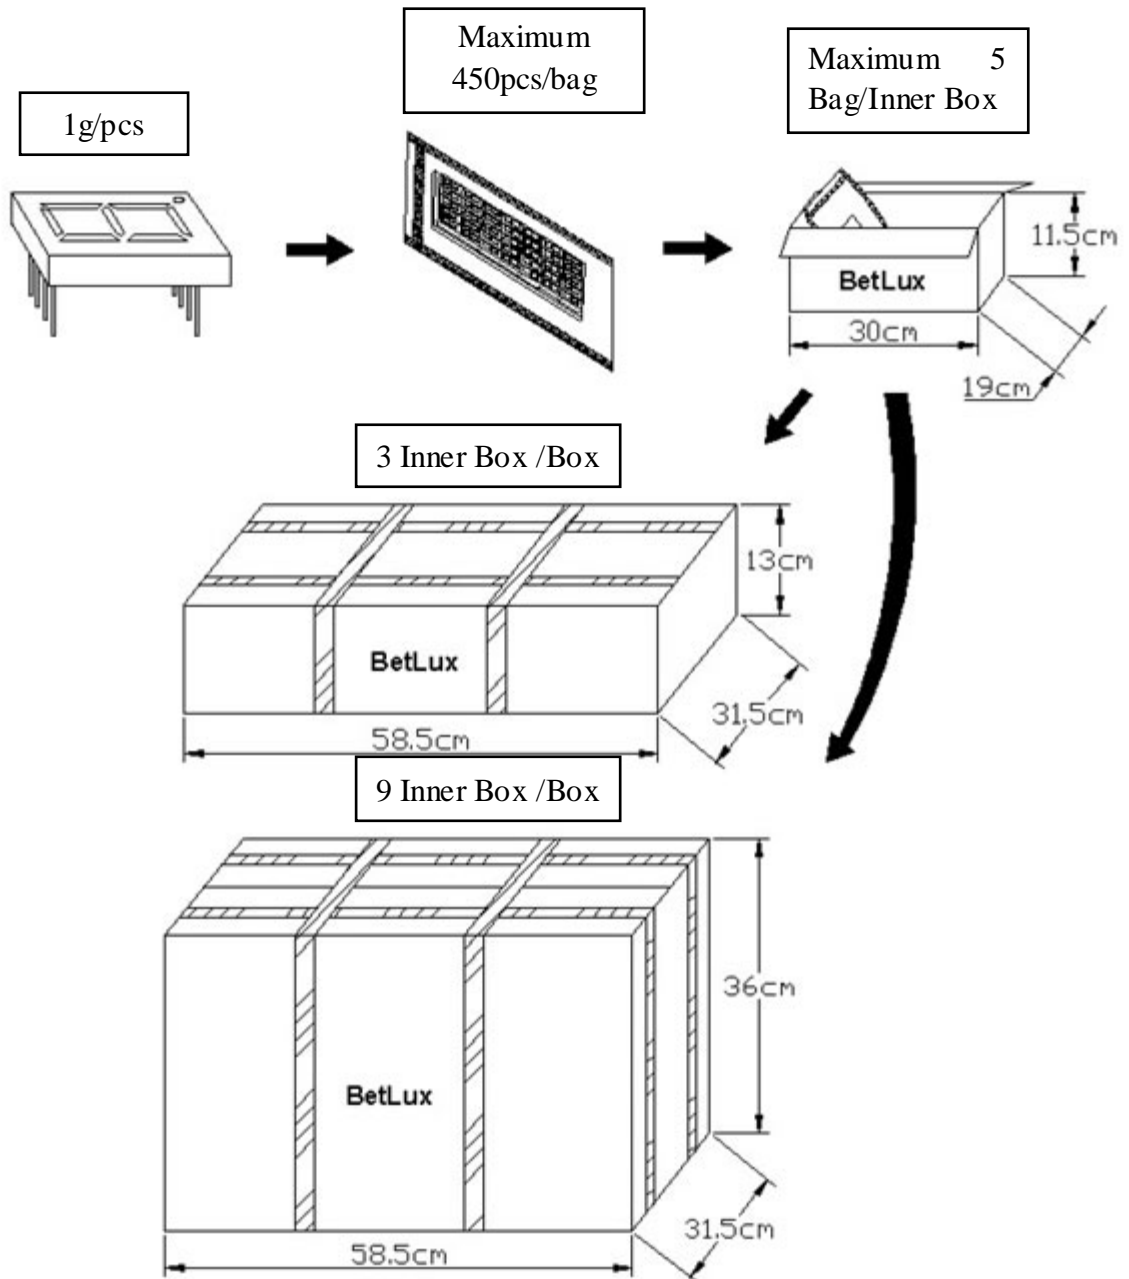 Maximum
450pcs/bag
Maximum 5
Bag/Inner Box
1g/pcs
11.5cm
BetLux
30cm
19cm
3 Inner Box /Box
13cm
BetLux
31.5cm
58.5cm
9 Inner Box /Box
36cm
BetLux
31.5cm
58.5cm